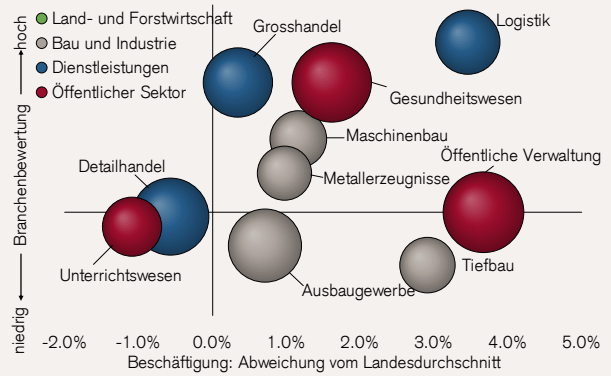 Land- und Forstwirtschaft
Bau und Industrie
Dienstleistungen
Öffentlicher Sektor
Grosshandel
Logistik
Gesundheitswesen
Maschinenbau
Metallerzeugnisse
Öffentliche Verwaltung
Detailhandel
Unterrichtswesen
Ausbaugewerbe
Tiefbau
hoch
Branchenbewertung
niedrig
-2.0% -1.0% 0.0% 1.0% 2.0% 3.0% 4.0% 5.0%
Beschäftigung: Abweichung vom Landesdurchschnitt